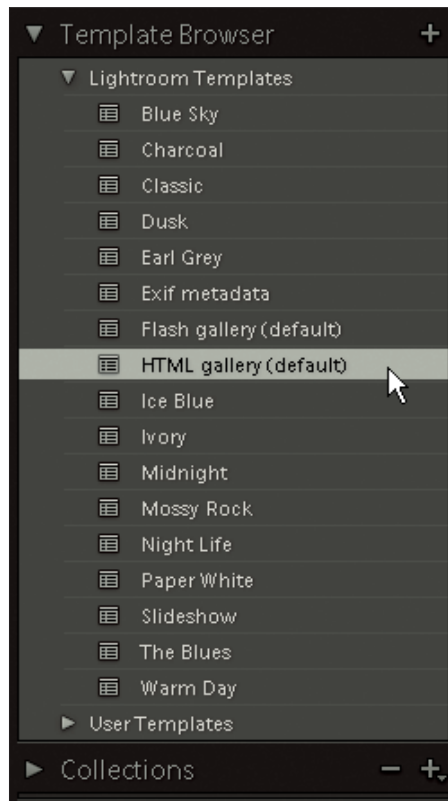 Template Browser
Lightroom Templates
Blue Sky
Charcoal
Classic
Dusk
Earl Grey
Exif metadata
Flash gallery (default)
HTML gallery (default)
Ice Blue
Ivory
Midnight
Mossy Rock
Night Life
Paper White
Slideshow
The Blues
Warm Day
User Templates
Collections